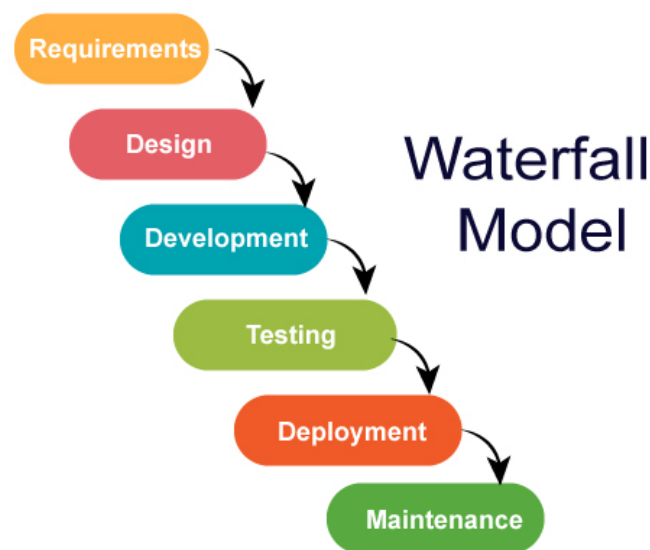 Requirements
Design
Waterfall
Model
Development
Testing
Deployment
Maintenance